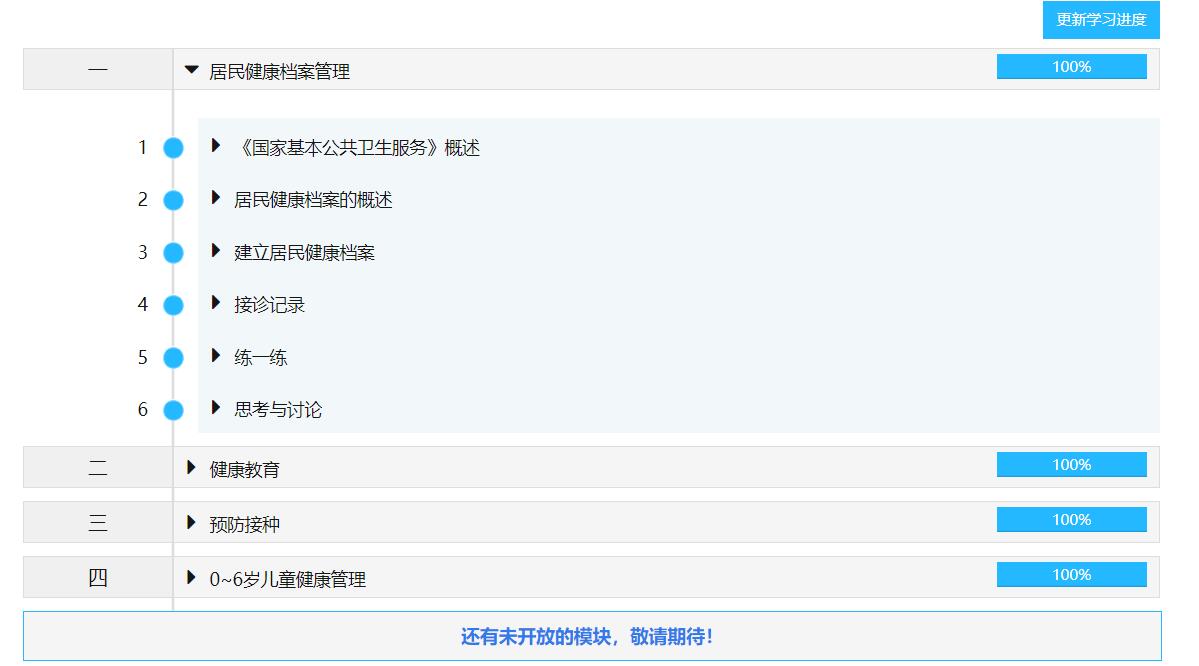 更新学习进度
一 居民健康档案管理 100%
1 《国家基本公共卫生服务》概述
2 居民健康档案的概述
3 建立居民健康档案
4 接诊记录
5 练一练
6 思考与讨论
二 健康教育 100%
三 预防接种 100%
四 0~6岁儿童健康管理 100%
还有未开放的模块，敬请期待！